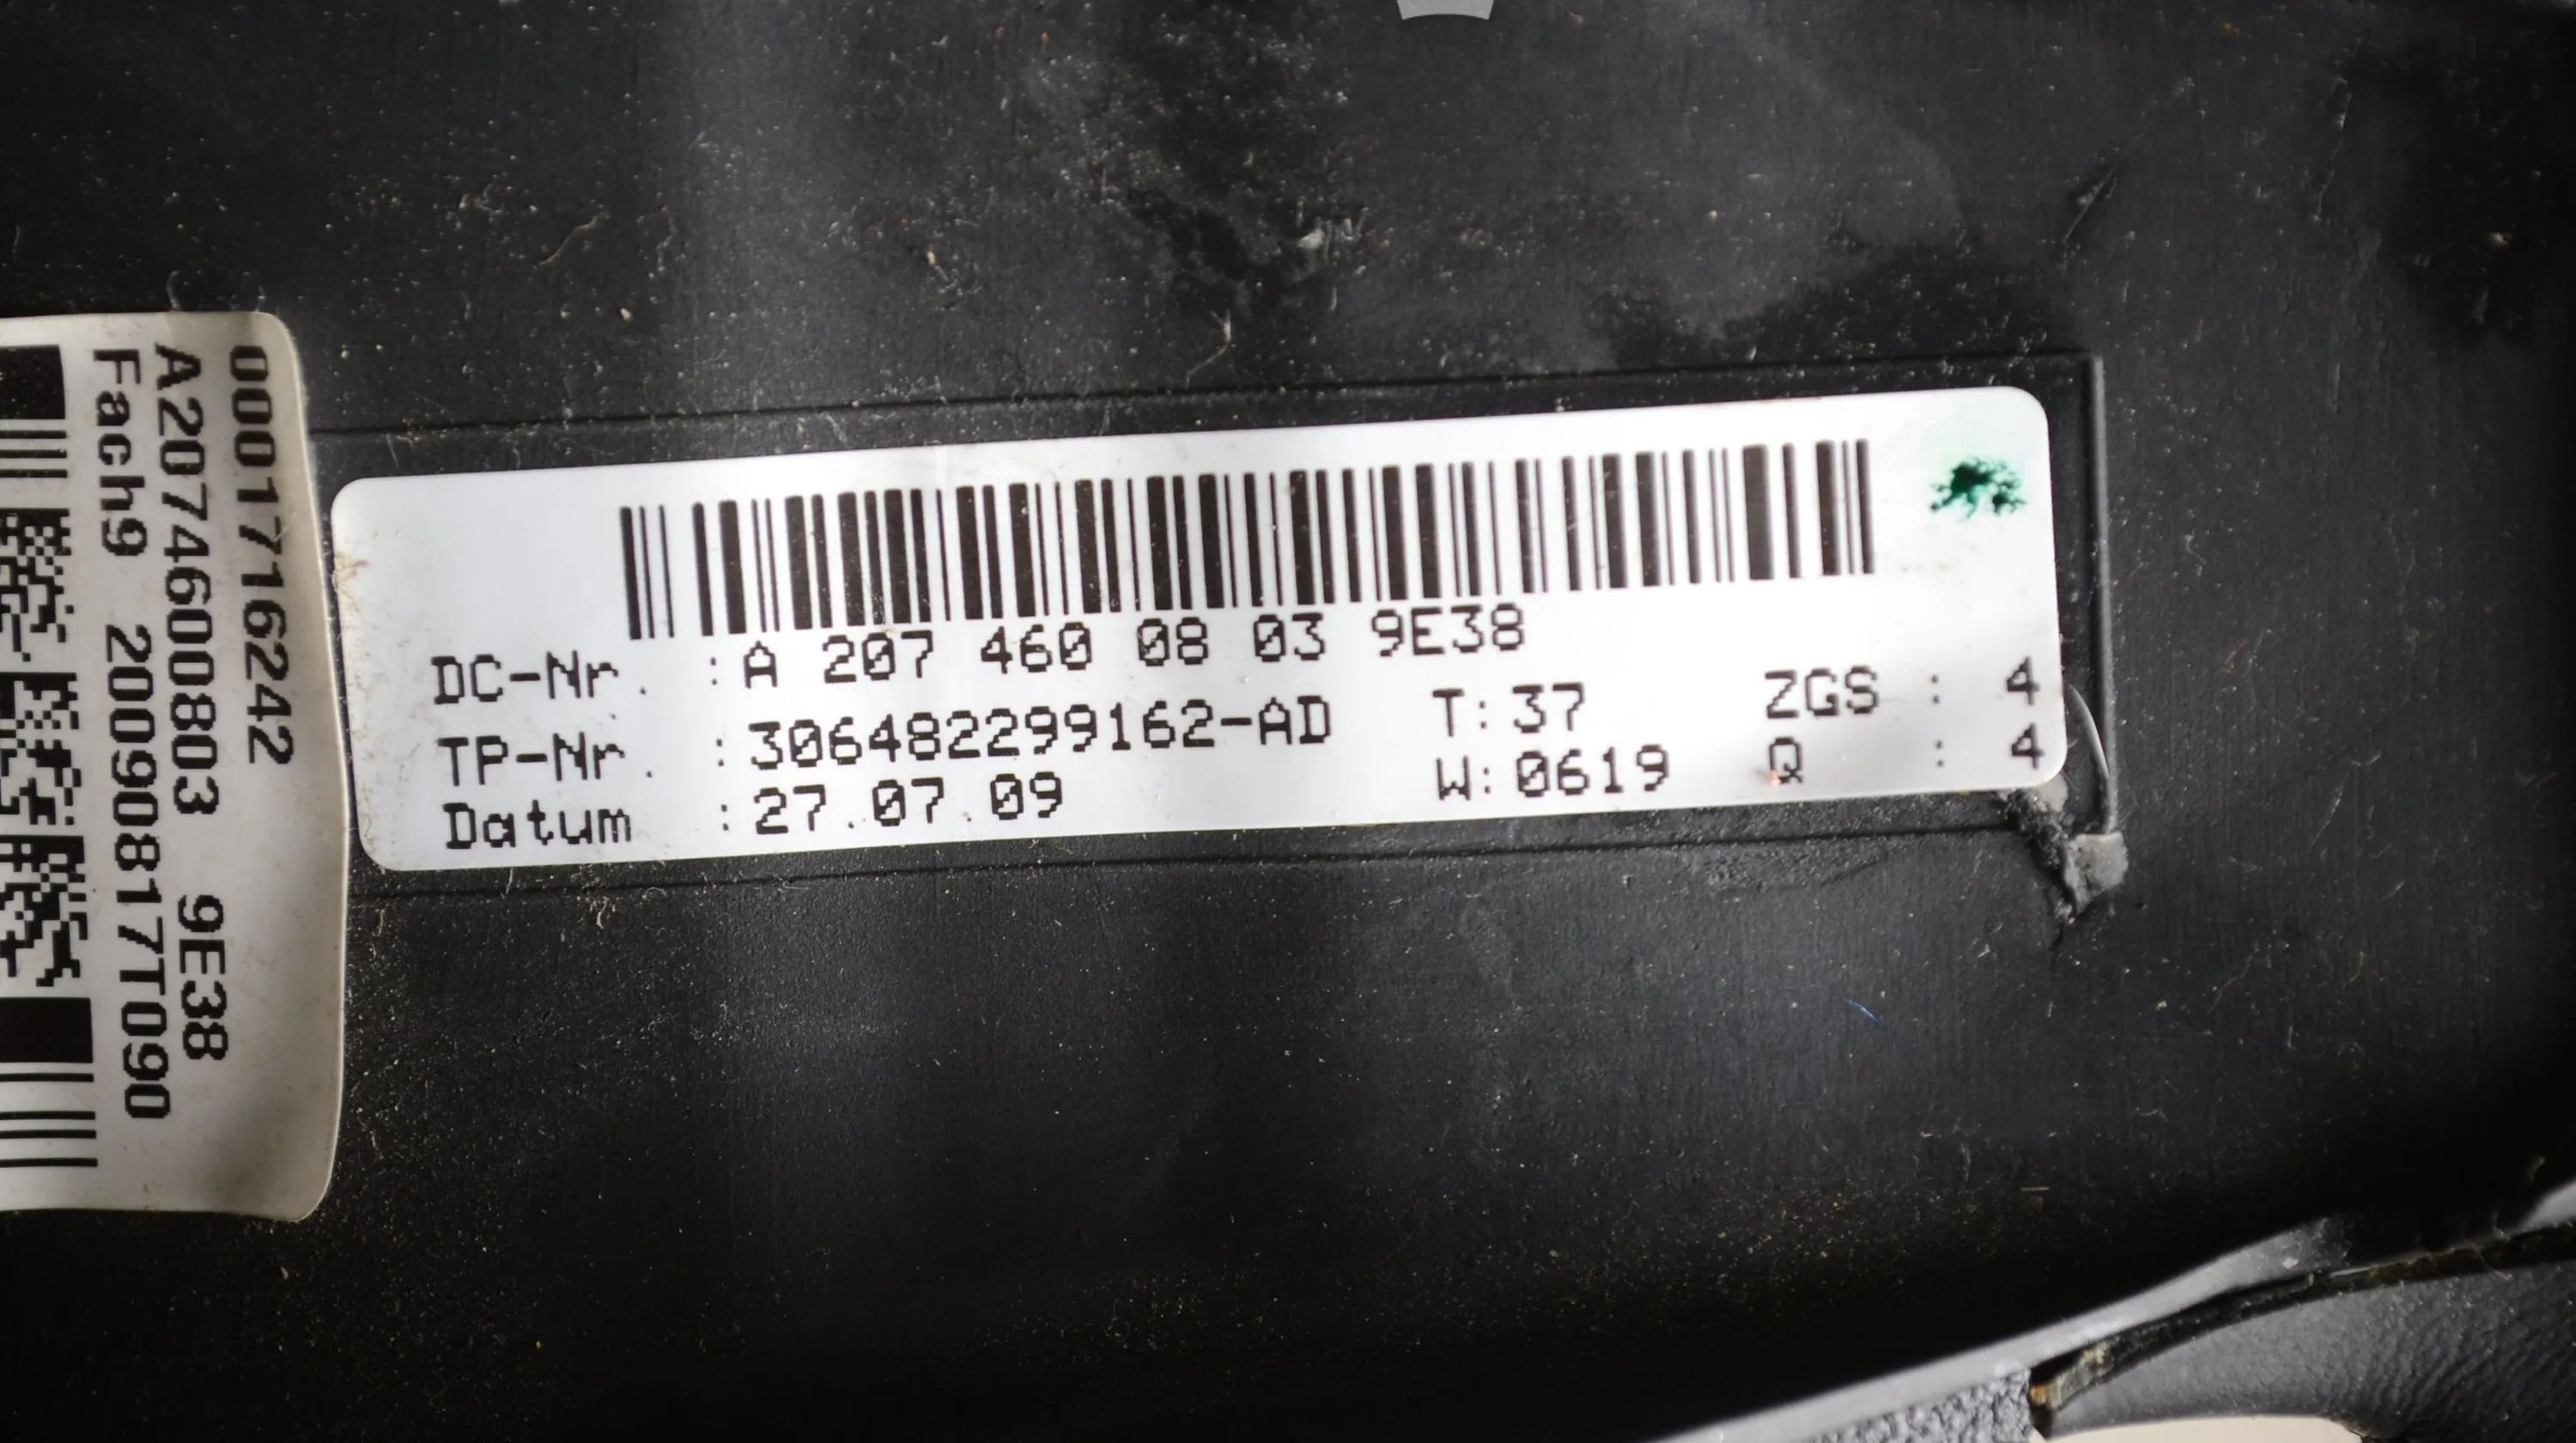 0001716242
A2074600803 9E38
Fach9 20090817T090
DC-Nr. :A 207 460 08 03 9E38
TP-Nr. :306482299162-AD T:37 ZGS : 4
Datum :27.07.09 W:0619 Q : 4